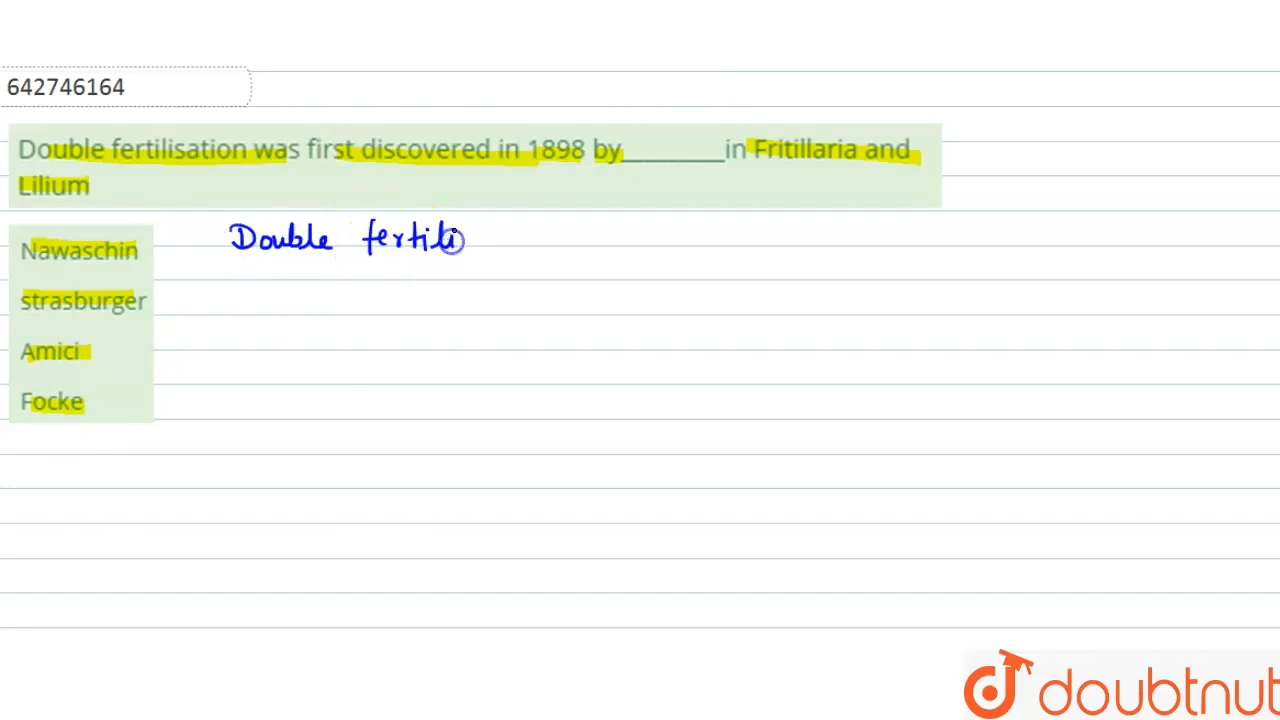 642746164
Double fertilisation was first discovered in 1898 by________in Fritillaria and
Lilium
Nawaschin
strasburger
Amici
Focke
Double fertili
doubtnut